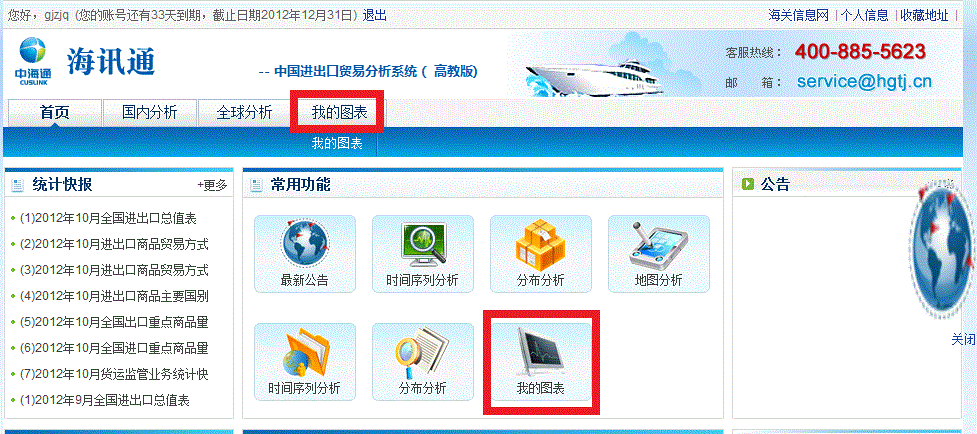 您好，gjzjq（您的账号还有33天到期，截止日期2012年12月31日）退出
海关信息网 | 个人信息 | 收藏地址 |
中海通
CUSLINK
海讯通
-- 中国进出口贸易分析系统（ 高教版)
客服热线： 400-885-5623
邮 箱： service@hgtj.cn
首页 国内分析 全球分析 我的图表
我的图表
统计快报 +更多
(1)2012年10月全国进出口总值表
(2)2012年10月进出口商品贸易方式
(3)2012年10月进出口商品贸易方式
(4)2012年10月进出口商品主要国别
(5)2012年10月全国出口重点商品量
(6)2012年10月全国进口重点商品量
(7)2012年10月货运监管业务统计快
(1)2012年9月全国进出口总值表
常用功能
最新公告 时间序列分析 分布分析 地图分析
时间序列分析 分布分析 我的图表
公告
关闭